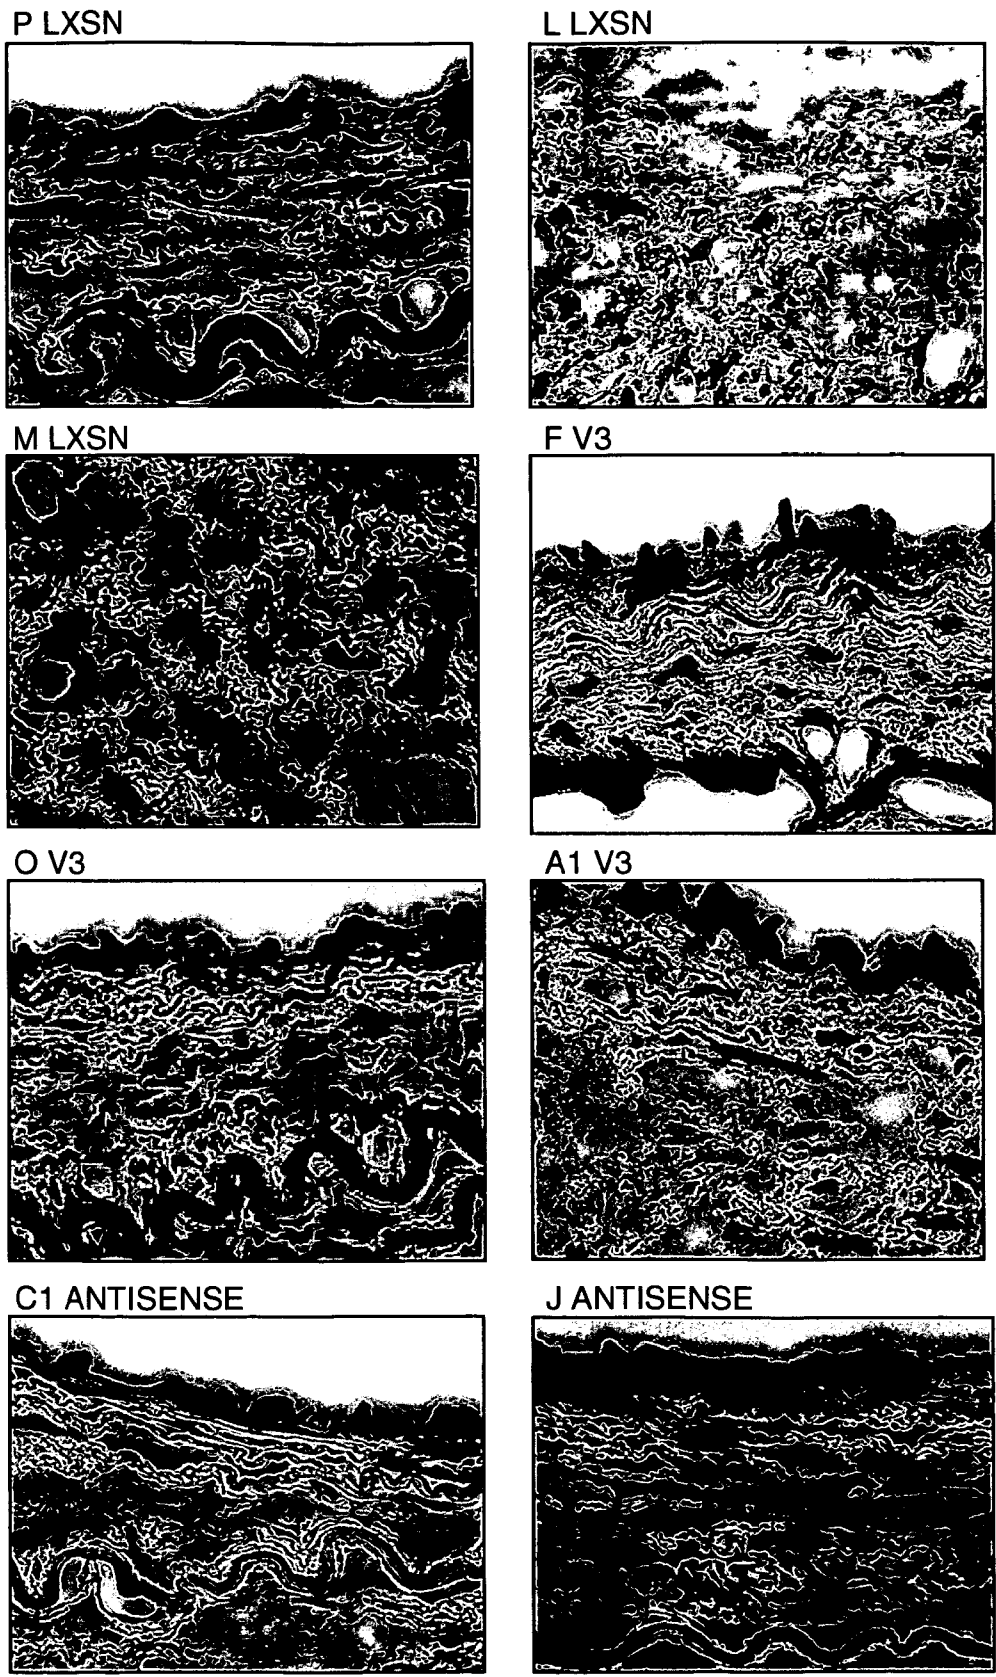 P LXSN
L LXSN
M LXSN
F V3
O V3
A1 V3
C1 ANTISENSE
J ANTISENSE